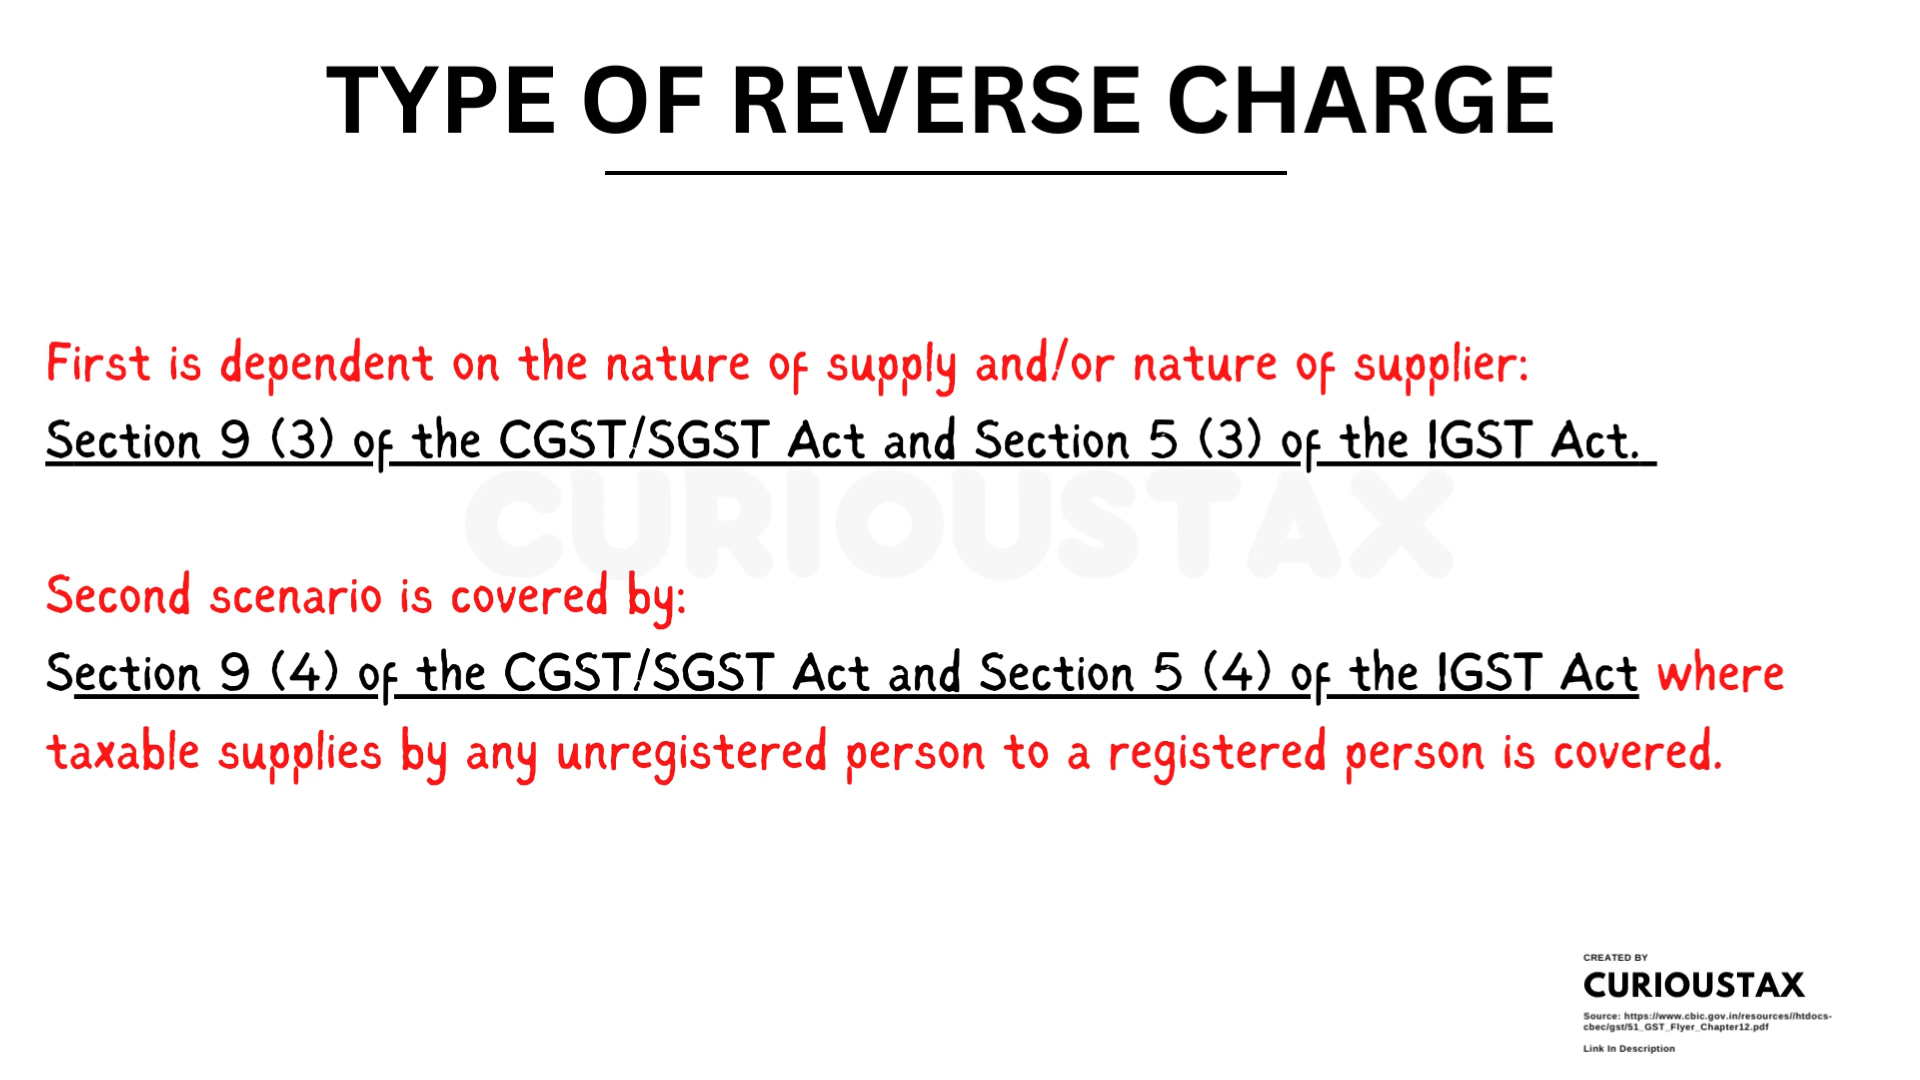 TYPE OF REVERSE CHARGE
First is dependent on the nature of supply and/or nature of supplier:
Section 9 (3) of the CGST/SGST Act and Section 5 (3) of the IGST Act.
CURIOUSTAX
Second scenario is covered by:
Section 9 (4) of the CGST/SGST Act and Section 5 (4) of the IGST Act where
taxable supplies by any unregistered person to a registered person is covered.
CREATED BY
CURIOUSTAX
Source: https://www.cbic.gov.in/resources//htdocs-
cbec/gst/51_GST_Flyer_Chapter12.pdf
Link In Description